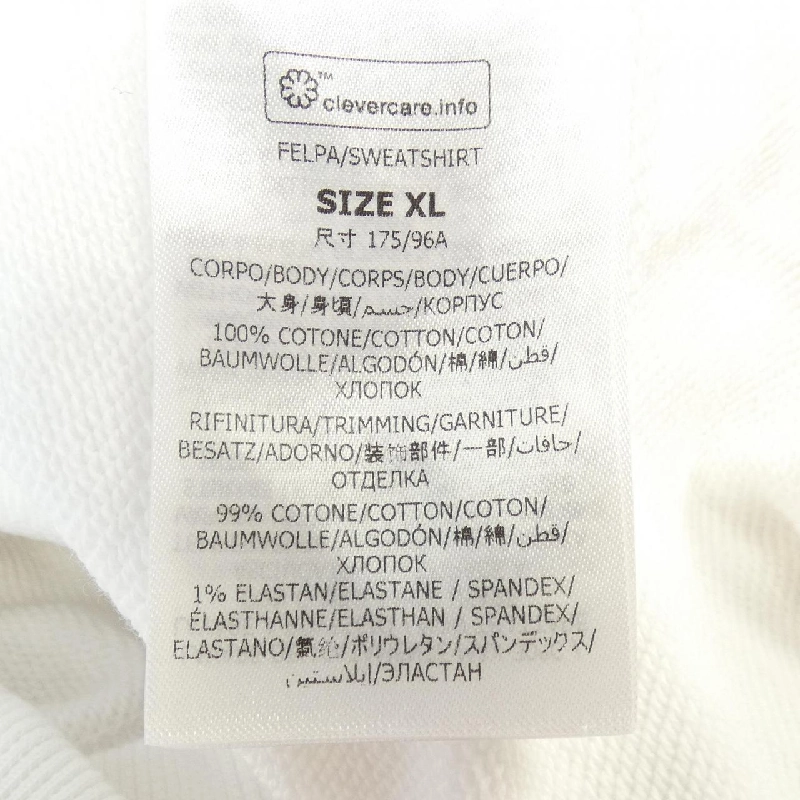 ™ clevercare.info
FELPA/SWEATSHIRT
SIZE XL
尺寸 175/96A
CORPO/BODY/CORPS/BODY/CUERPO/
大身/身頃/جسم/КОРПУС
100% COTONE/COTTON/COTON/
BAUMWOLLE/ALGODÓN/棉/綿/قطن/
ХЛОПОК
RIFINITURA/TRIMMING/GARNITURE/
BESATZ/ADORNO/装饰部件/一部/حافات/
ОТДЕЛКА
99% COTONE/COTTON/COTON/
BAUMWOLLE/ALGODÓN/棉/綿/قطن/
ХЛОПОК
1% ELASTAN/ELASTANE / SPANDEX/
ÉLASTHANNE/ELASTHAN / SPANDEX/
ELASTANO/氨纶/ポリウレタン/スパンデックス/
إيلاستين/ЭЛАСТАН